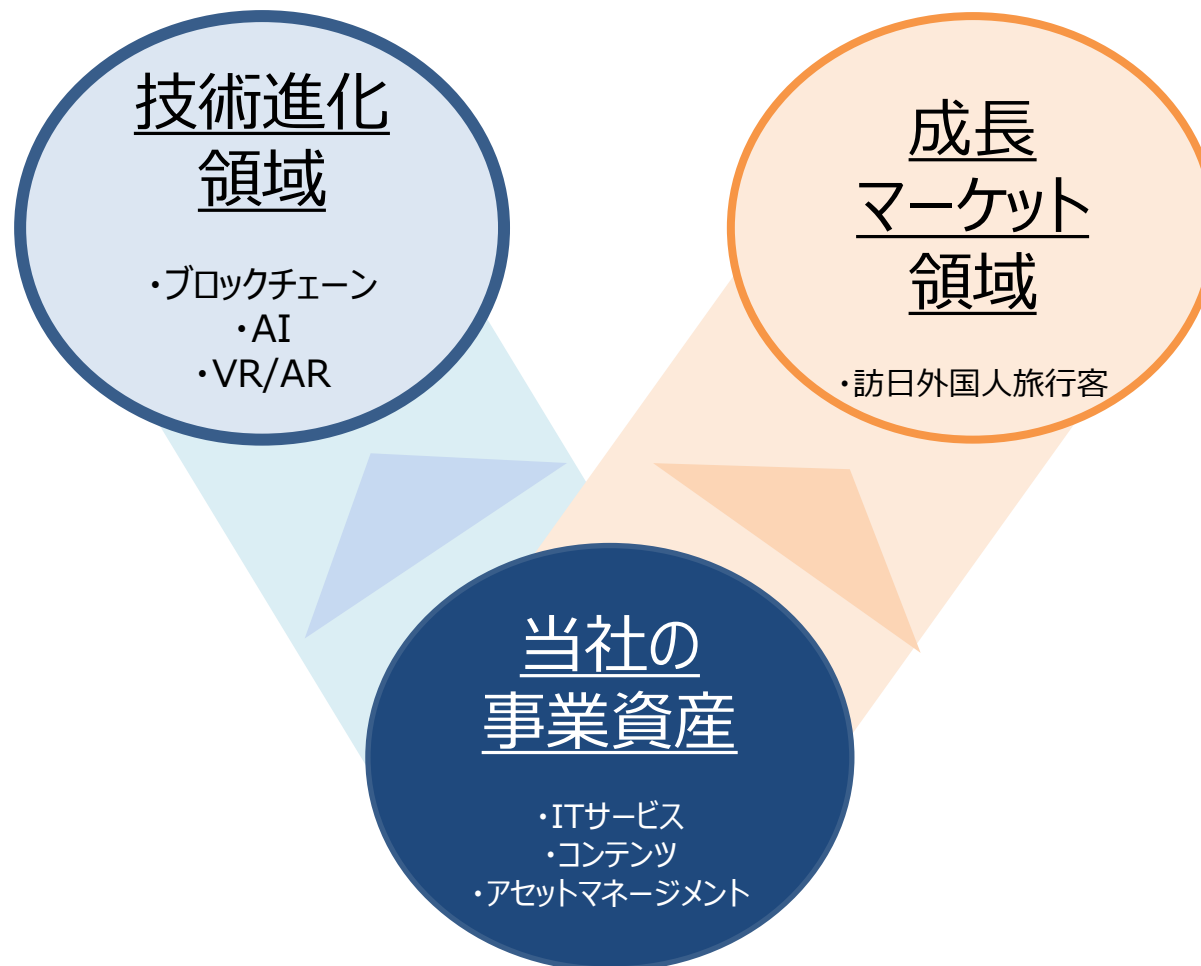 技術進化
領域
・ブロックチェーン
・AI
・VR/AR
成長
マーケット
領域
・訪日外国人旅行客
当社の
事業資産
・ITサービス
・コンテンツ
・アセットマネージメント